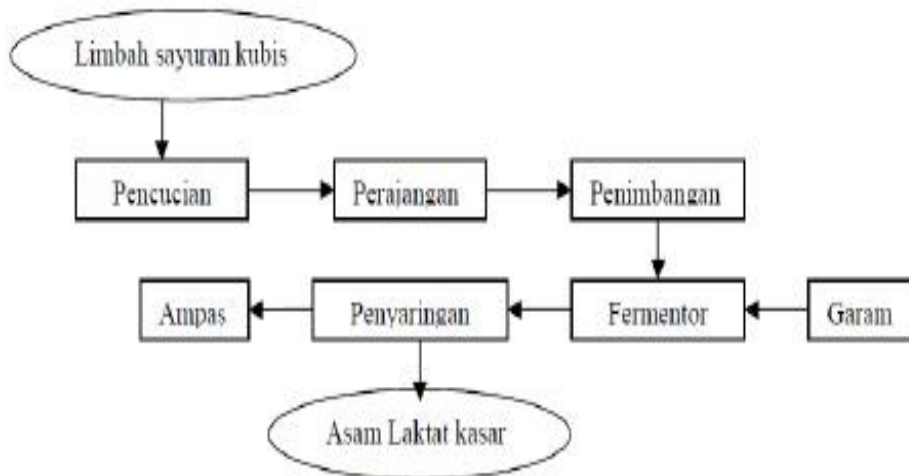 Limbah sayuran kubis
Pencucian
Perajangan
Penimbangan
Ampas
Penyaringan
Fermentor
Garam
Asam Laktat kasar